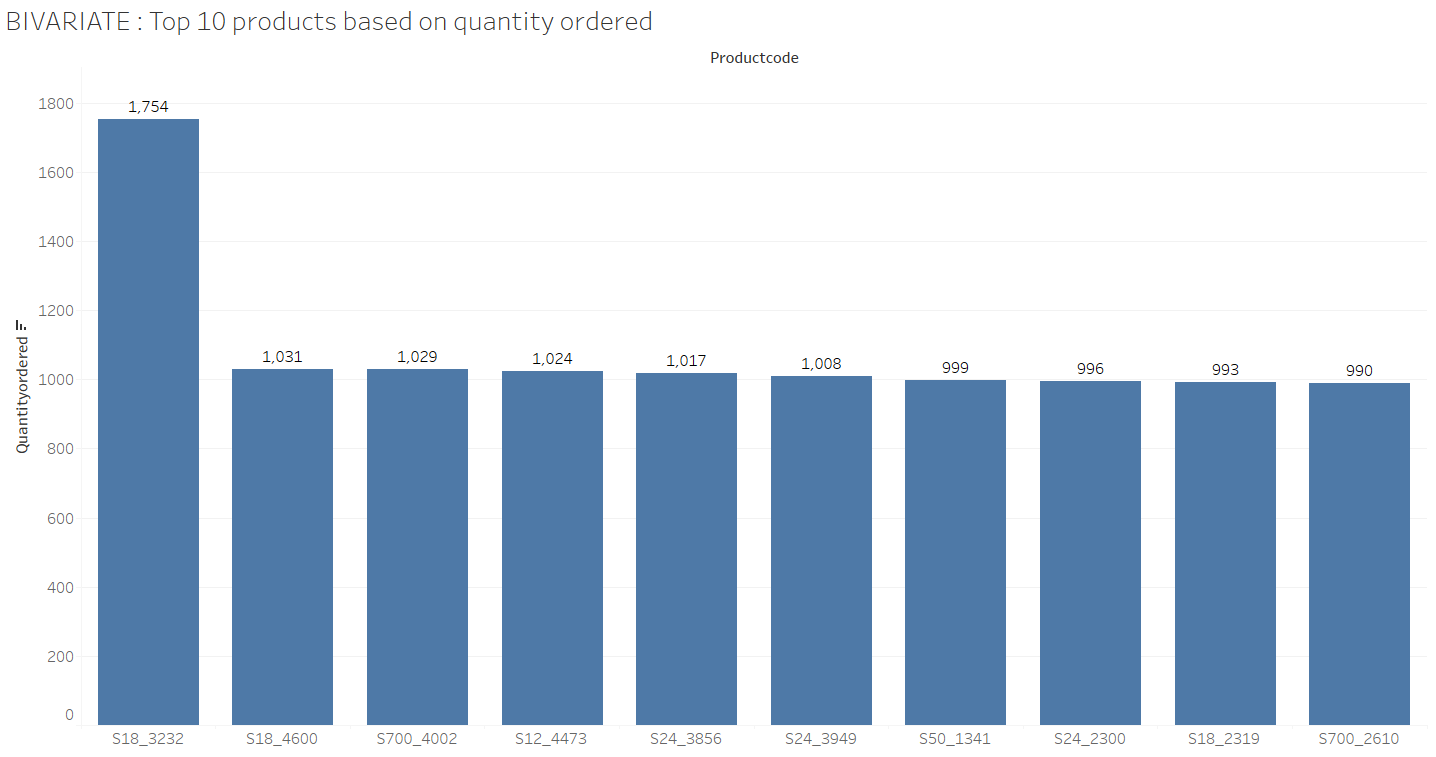 BIVARIATE : Top 10 products based on quantity ordered
Productcode
Quantityordered
1800
1600
1400
1200
1000
800
600
400
200
0
1,754
1,031
1,029
1,024
1,017
1,008
999
996
993
990
S18_3232
S18_4600
S700_4002
S12_4473
S24_3856
S24_3949
S50_1341
S24_2300
S18_2319
S700_2610